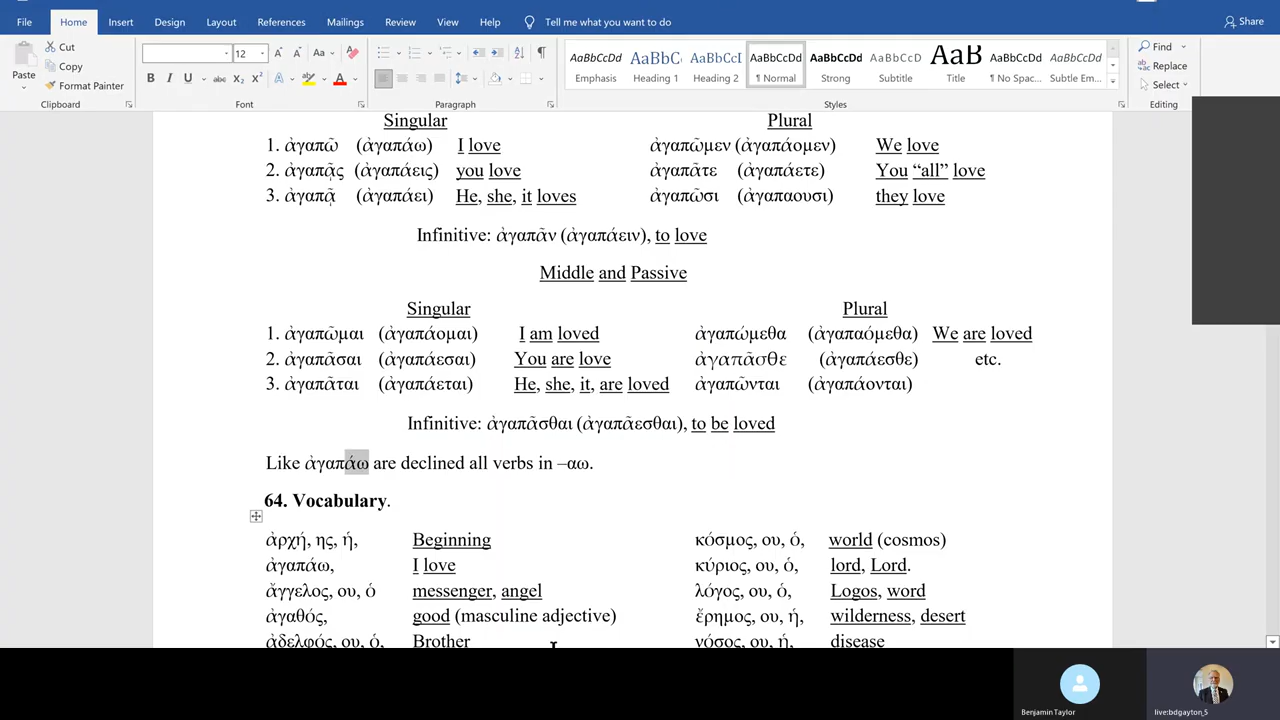 File Home Insert Design Layout References Mailings Review View Help Tell me what you want to do Share
Paste Cut Copy Format Painter Clipboard
12 Aa B I U abc X₂ X² A A Font
Paragraph
AaBbCcDd AaBbC AaBbCcL AaBbCcDd AaBbCcDd AaBbCcD AaB AaBbCcDd AaBbCcDd
Emphasis Heading 1 Heading 2 ¶ Normal Strong Subtitle Title ¶ No Spac... Subtle Em...
Styles
Find Replace Select Editing
Singular Plural
1. ἀγαπῶ (ἀγαπάω) I love ἀγαπῶμεν (ἀγαπάομεν) We love
2. ἀγαπᾷς (ἀγαπάεις) you love ἀγαπᾶτε (ἀγαπάετε) You “all” love
3. ἀγαπᾷ (ἀγαπάει) He, she, it loves ἀγαπῶσι (ἀγαπαουσι) they love
Infinitive: ἀγαπᾶν (ἀγαπάειν), to love
Middle and Passive
Singular Plural
1. ἀγαπῶμαι (ἀγαπάομαι) I am loved ἀγαπώμεθα (ἀγαπαόμεθα) We are loved
2. ἀγαπᾶσαι (ἀγαπάεσαι) You are love ἀγαπᾶσθε (ἀγαπάεσθε) etc.
3. ἀγαπᾶται (ἀγαπάεται) He, she, it, are loved ἀγαπῶνται (ἀγαπάονται)
Infinitive: ἀγαπᾶσθαι (ἀγαπᾶεσθαι), to be loved
Like ἀγαπάω are declined all verbs in –αω.
64. Vocabulary.
ἀρχή, ης, ἡ, Beginning κόσμος, ου, ὁ, world (cosmos)
ἀγαπάω, I love κύριος, ου, ὁ, lord, Lord.
ἄγγελος, ου, ὁ messenger, angel λόγος, ου, ὁ, Logos, word
ἀγαθός, good (masculine adjective) ἔρημος, ου, ἡ, wilderness, desert
ἀδελφός, ου, ὁ, Brother νόσος, ου, ἡ, disease
Benjamin Taylor live:bdgayton_5